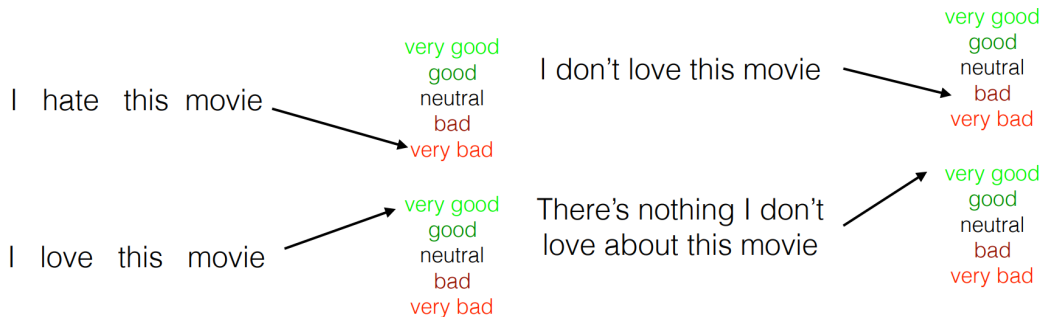 I hate this movie
very good
good
neutral
bad
very bad
I love this movie
very good
good
neutral
bad
very bad
I don't love this movie
very good
good
neutral
bad
very bad
There's nothing I don't
love about this movie
very good
good
neutral
bad
very bad